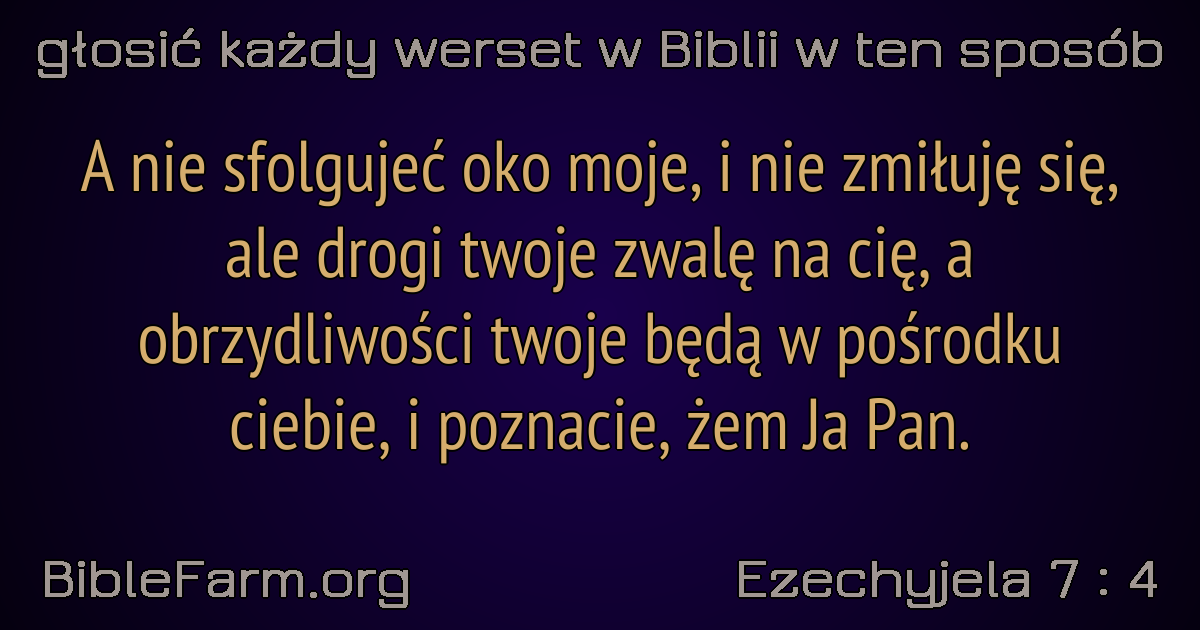 głosić każdy werset w Biblii w ten sposób
A nie sfolgujeć oko moje, i nie zmiłuję się,
ale drogi twoje zwalę na cię, a
obrzydliwości twoje będą w pośrodku
ciebie, i poznacie, żem Ja Pan.
BibleFarm.org
Ezechyjela 7 : 4